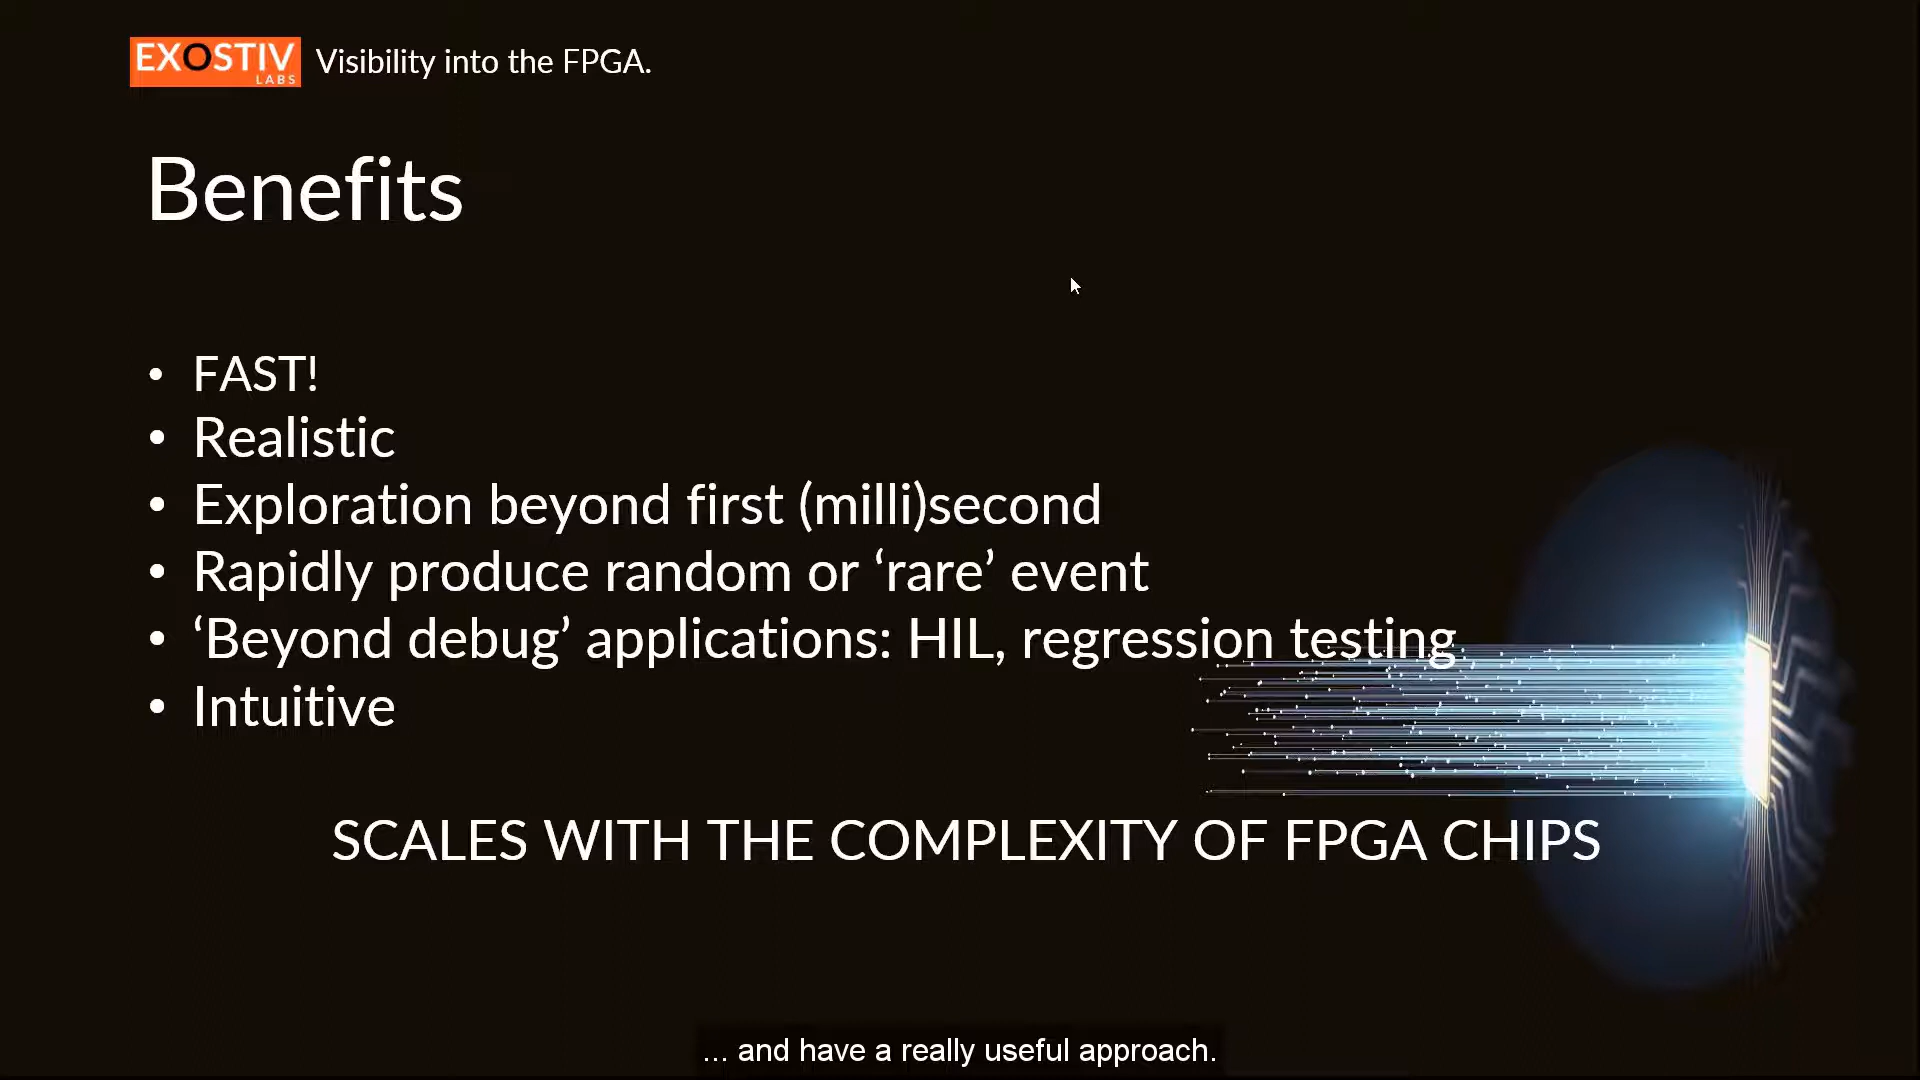 EXOSTIV
LABS
Visibility into the FPGA.
Benefits
• FAST!
• Realistic
• Exploration beyond first (milli)second
• Rapidly produce random or ‘rare’ event
• ‘Beyond debug’ applications: HIL, regression testing
• Intuitive
SCALES WITH THE COMPLEXITY OF FPGA CHIPS
... and have a really useful approach.